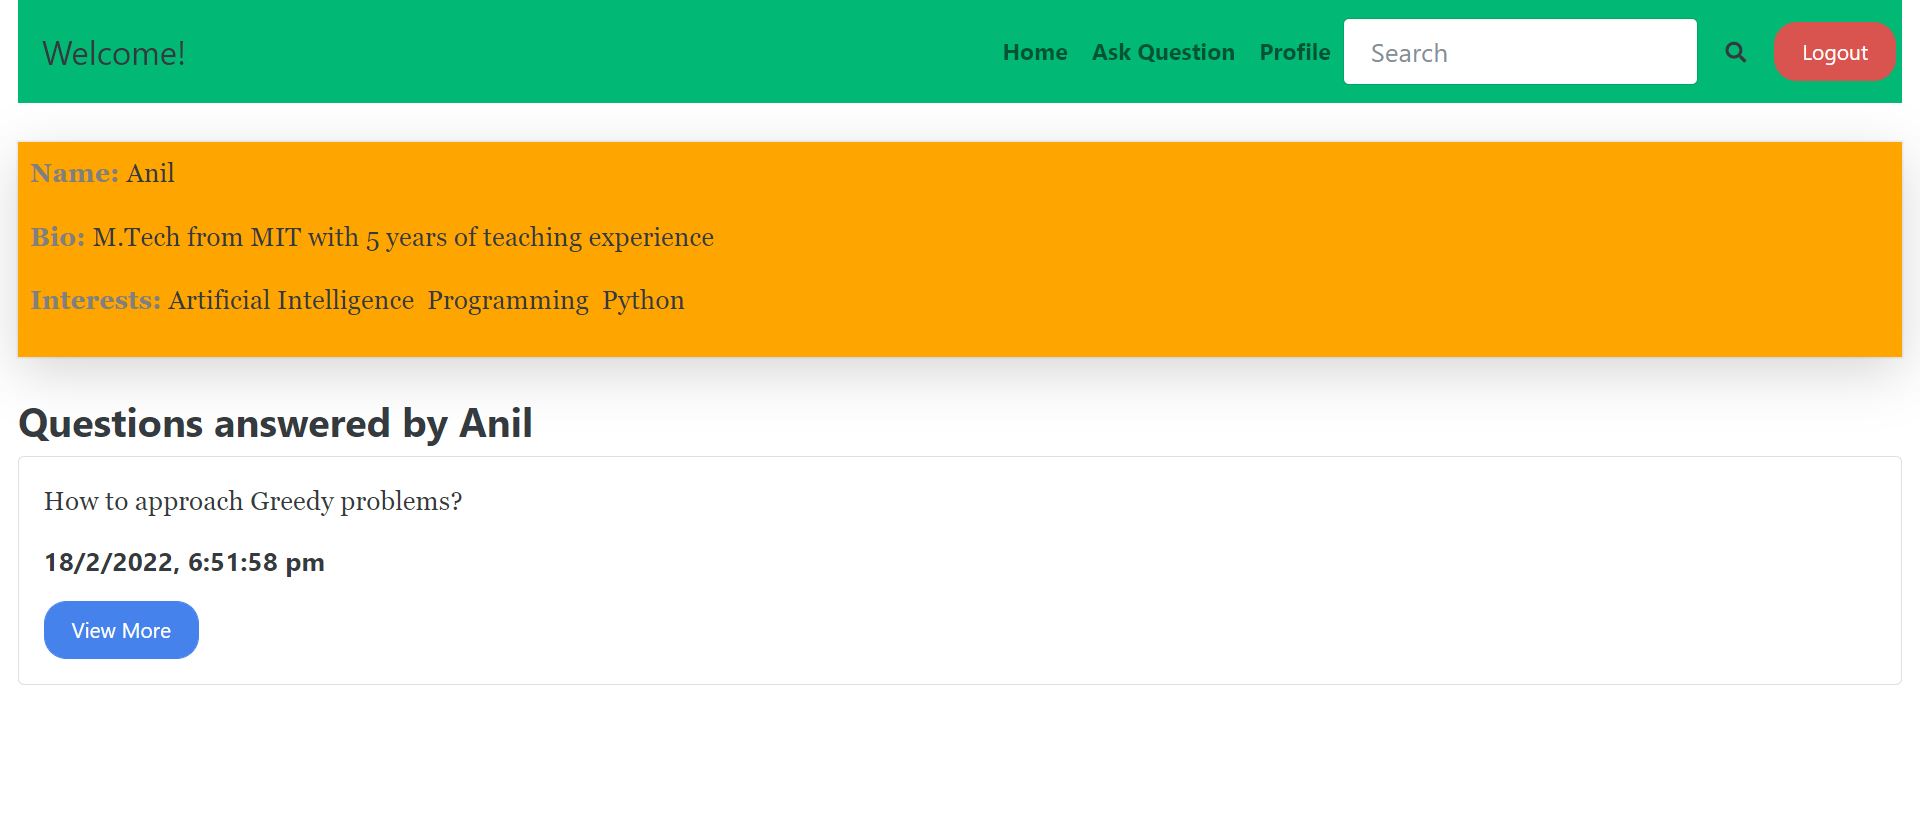 Welcome! Home Ask Question Profile Search Logout
Name: Anil
Bio: M.Tech from MIT with 5 years of teaching experience
Interests: Artificial Intelligence Programming Python
Questions answered by Anil
How to approach Greedy problems?
18/2/2022, 6:51:58 pm
View More